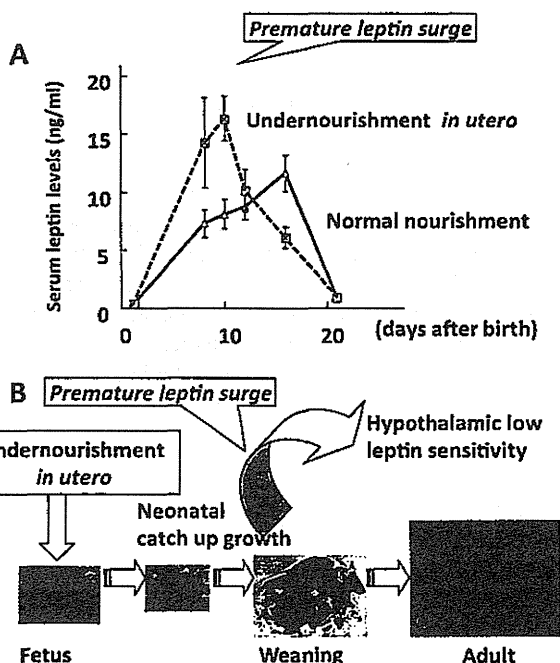 Premature leptin surge
A
Serum leptin levels (ng/ml)
20
15
10
5
0
Undernourishment in utero
Normal nourishment
0
10
20
(days after birth)
B
Premature leptin surge
Hypothalamic low
leptin sensitivity
ndernourishment
in utero
Neonatal
catch up growth
Fetus
Weaning
Adult